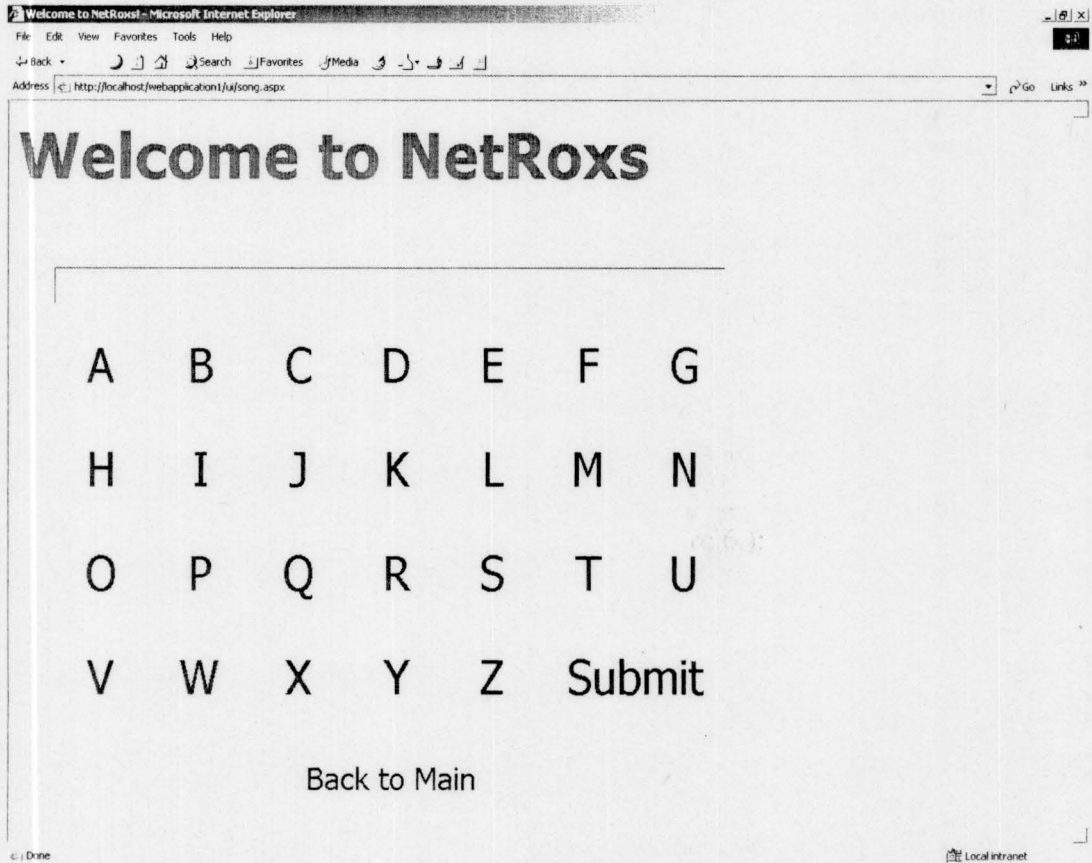 Welcome to NetRoxs! - Microsoft Internet Explorer
File Edit View Favorites Tools Help
Back Search Favorites Media
Address http://localhost/webapplication1/ui/song.aspx Go Links »
Welcome to NetRoxs
A B C D E F G
H I J K L M N
O P Q R S T U
V W X Y Z Submit
Back to Main
Done Local intranet